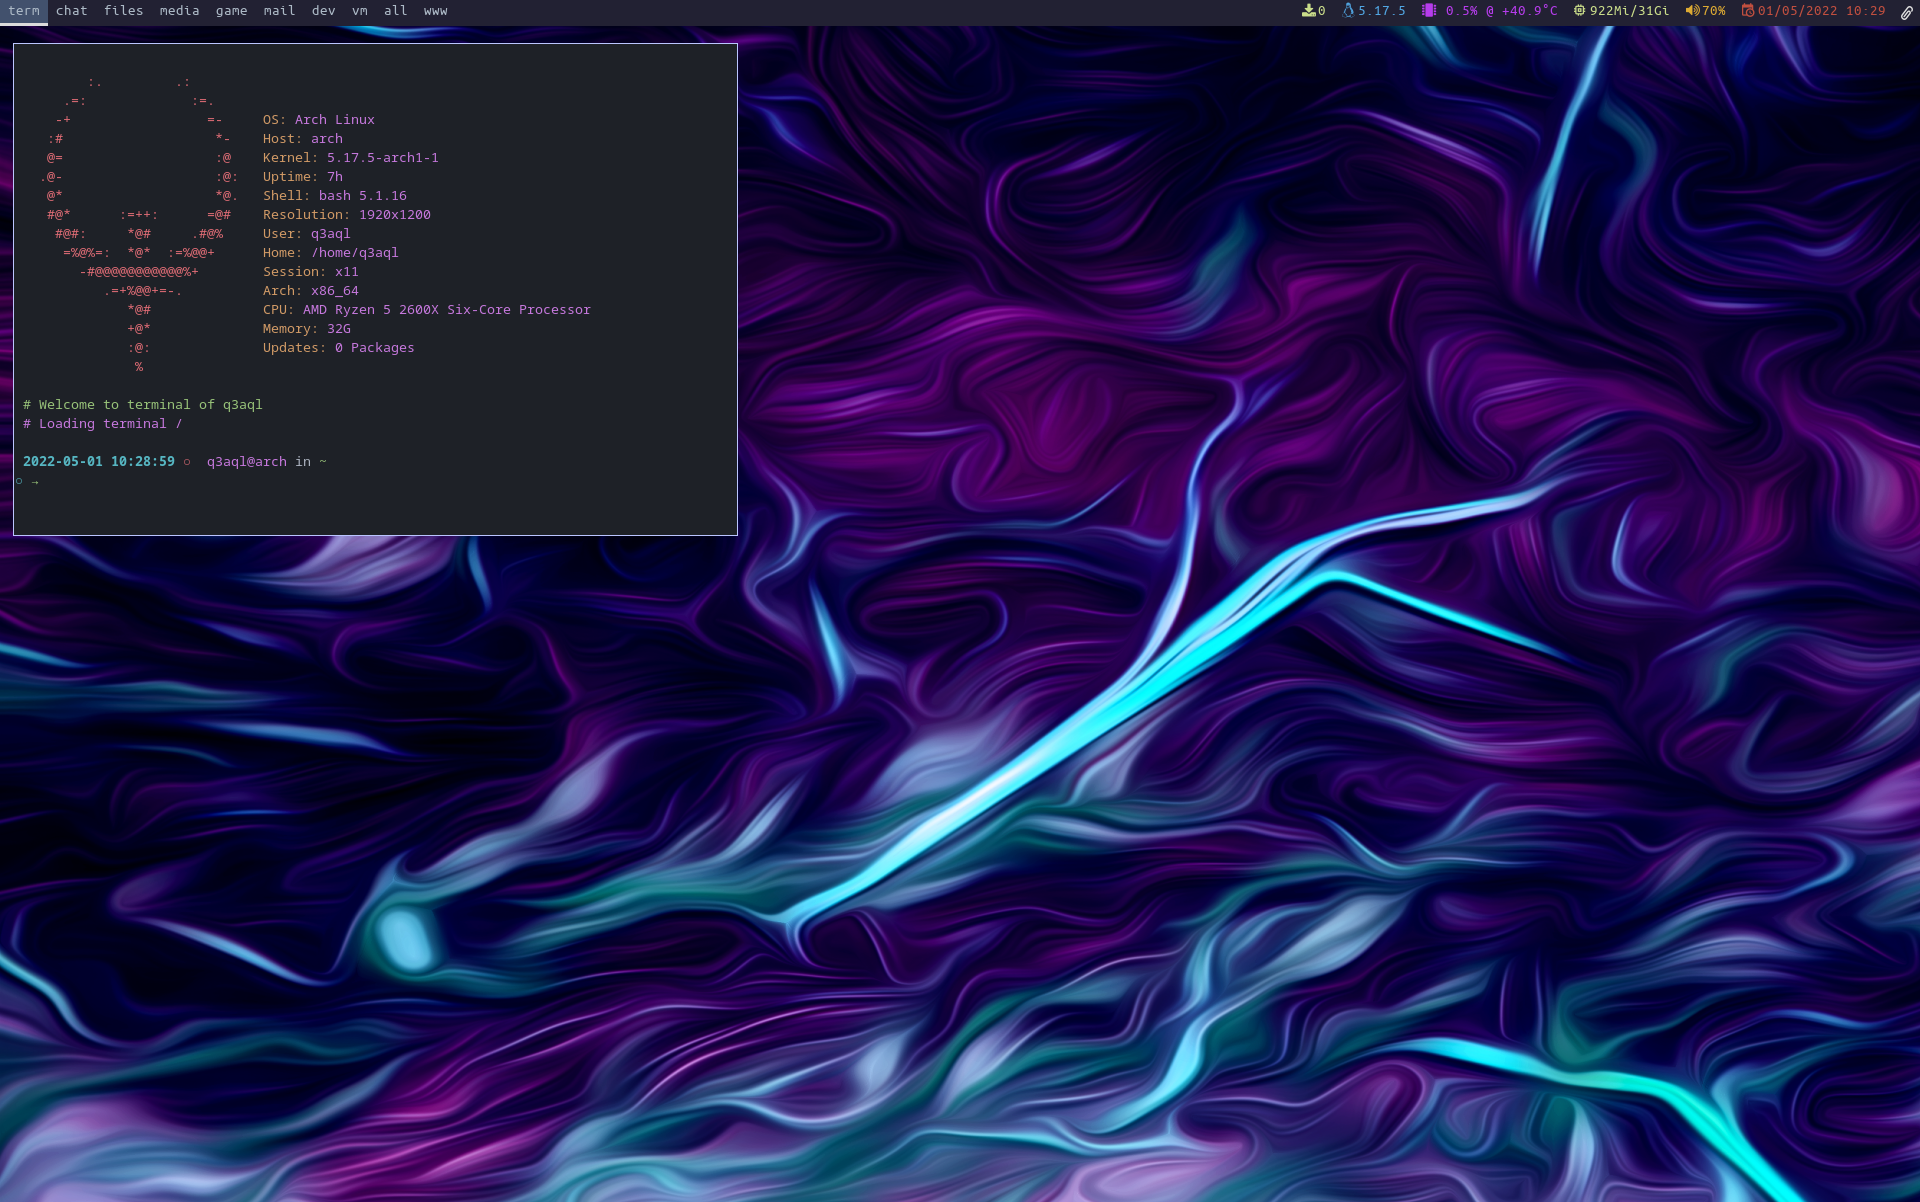 term chat files media game mail dev vm all www 0 5.17.5 0.5% @ +40.9°C 922Mi/31Gi 70% 01/05/2022 10:29
:. .:
.=: :=.
-+ =- OS: Arch Linux
:# *- Host: arch
@= :@ Kernel: 5.17.5-arch1-1
.@- :@: Uptime: 7h
@* *@. Shell: bash 5.1.16
#@* :=++: =@# Resolution: 1920x1200
#@#: *@# .#@% User: q3aql
=%@%=: *@* :=%@@+ Home: /home/q3aql
-#@@@@@@@@@@@%+ Session: x11
.=+%@@+=-. Arch: x86_64
*@# CPU: AMD Ryzen 5 2600X Six-Core Processor
+@* Memory: 32G
:@: Updates: 0 Packages
%
# Welcome to terminal of q3aql
# Loading terminal /
2022-05-01 10:28:59 ○ q3aql@arch in ~
○ →